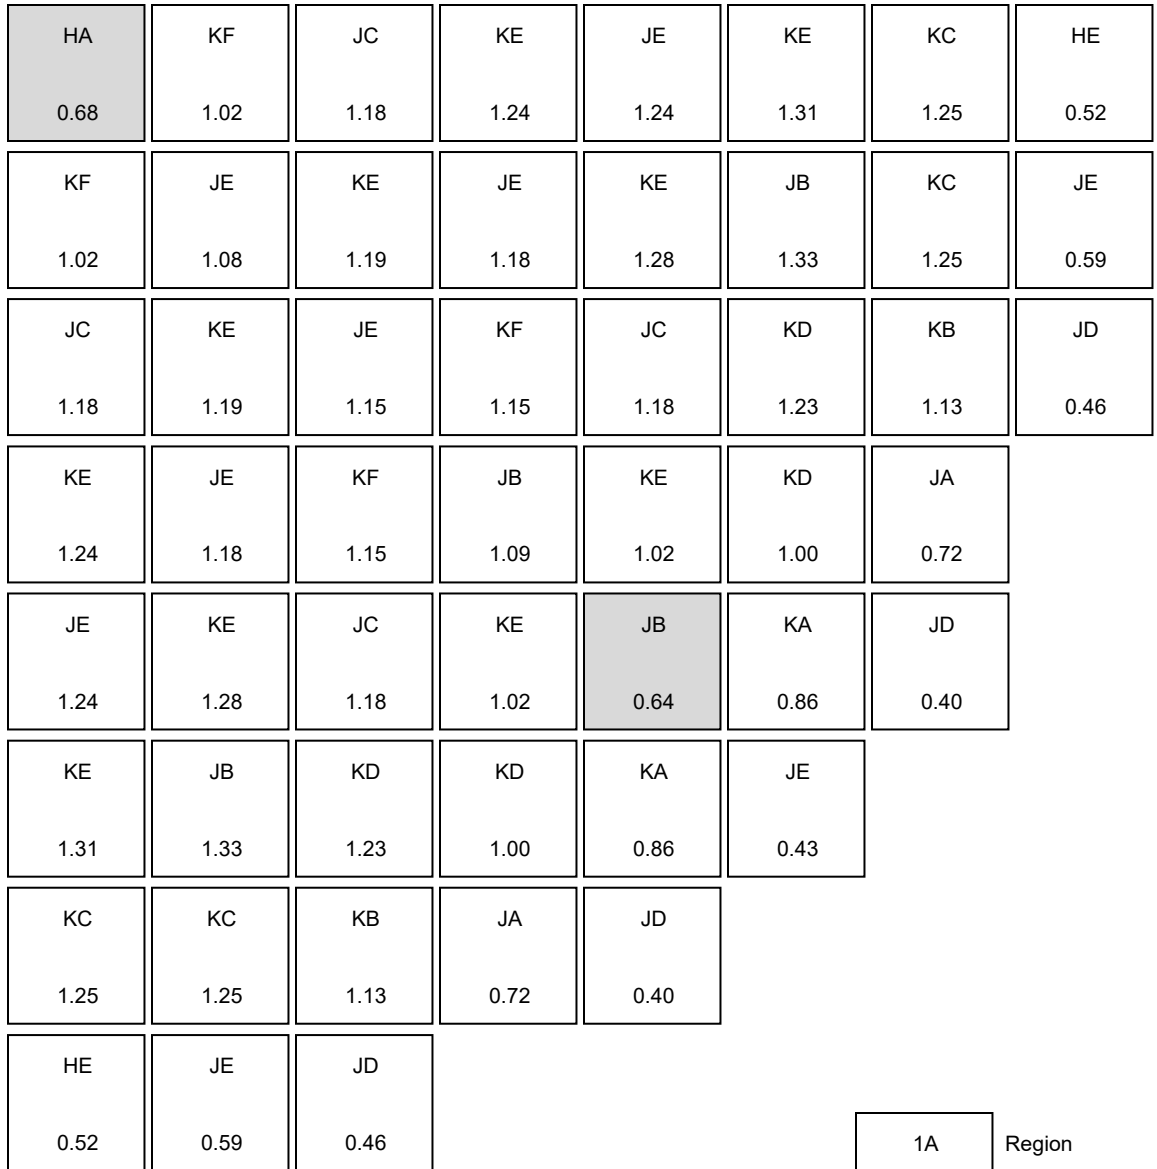 HA KF JC KE JE KE KC HE
0.68 1.02 1.18 1.24 1.24 1.31 1.25 0.52
KF JE KE JE KE JB KC JE
1.02 1.08 1.19 1.18 1.28 1.33 1.25 0.59
JC KE JE KF JC KD KB JD
1.18 1.19 1.15 1.15 1.18 1.23 1.13 0.46
KE JE KF JB KE KD JA
1.24 1.18 1.15 1.09 1.02 1.00 0.72
JE KE JC KE JB KA JD
1.24 1.28 1.18 1.02 0.64 0.86 0.40
KE JB KD KD KA JE
1.31 1.33 1.23 1.00 0.86 0.43
KC KC KB JA JD
1.25 1.25 1.13 0.72 0.40
HE JE JD
0.52 0.59 0.46 1A Region